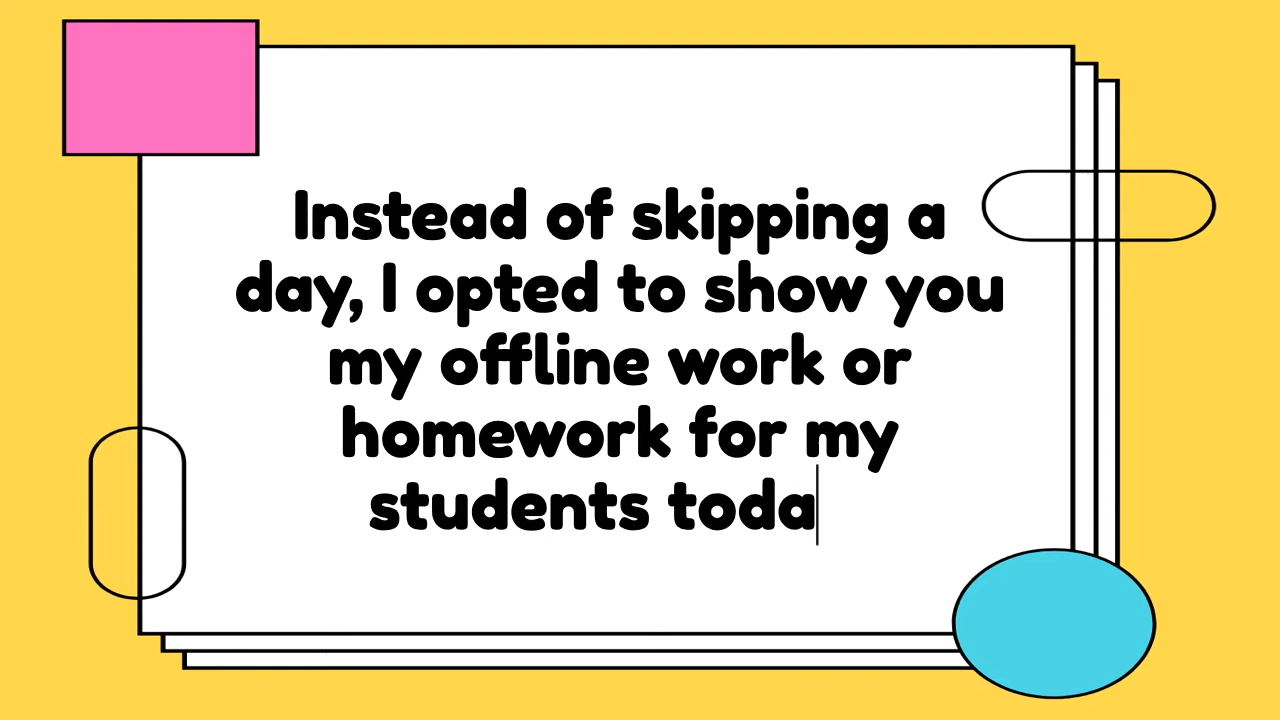 Instead of skipping a
day, I opted to show you
my offline work or
homework for my
students toda